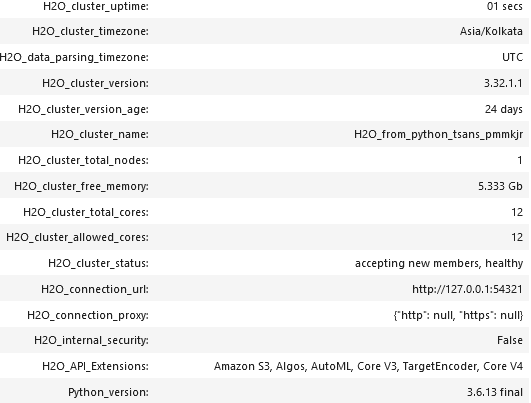 H2O_cluster_uptime: 01 secs
H2O_cluster_timezone: Asia/Kolkata
H2O_data_parsing_timezone: UTC
H2O_cluster_version: 3.32.1.1
H2O_cluster_version_age: 24 days
H2O_cluster_name: H2O_from_python_tsans_pmmkjr
H2O_cluster_total_nodes: 1
H2O_cluster_free_memory: 5.333 Gb
H2O_cluster_total_cores: 12
H2O_cluster_allowed_cores: 12
H2O_cluster_status: accepting new members, healthy
H2O_connection_url: http://127.0.0.1:54321
H2O_connection_proxy: {"http": null, "https": null}
H2O_internal_security: False
H2O_API_Extensions: Amazon S3, Algos, AutoML, Core V3, TargetEncoder, Core V4
Python_version: 3.6.13 final